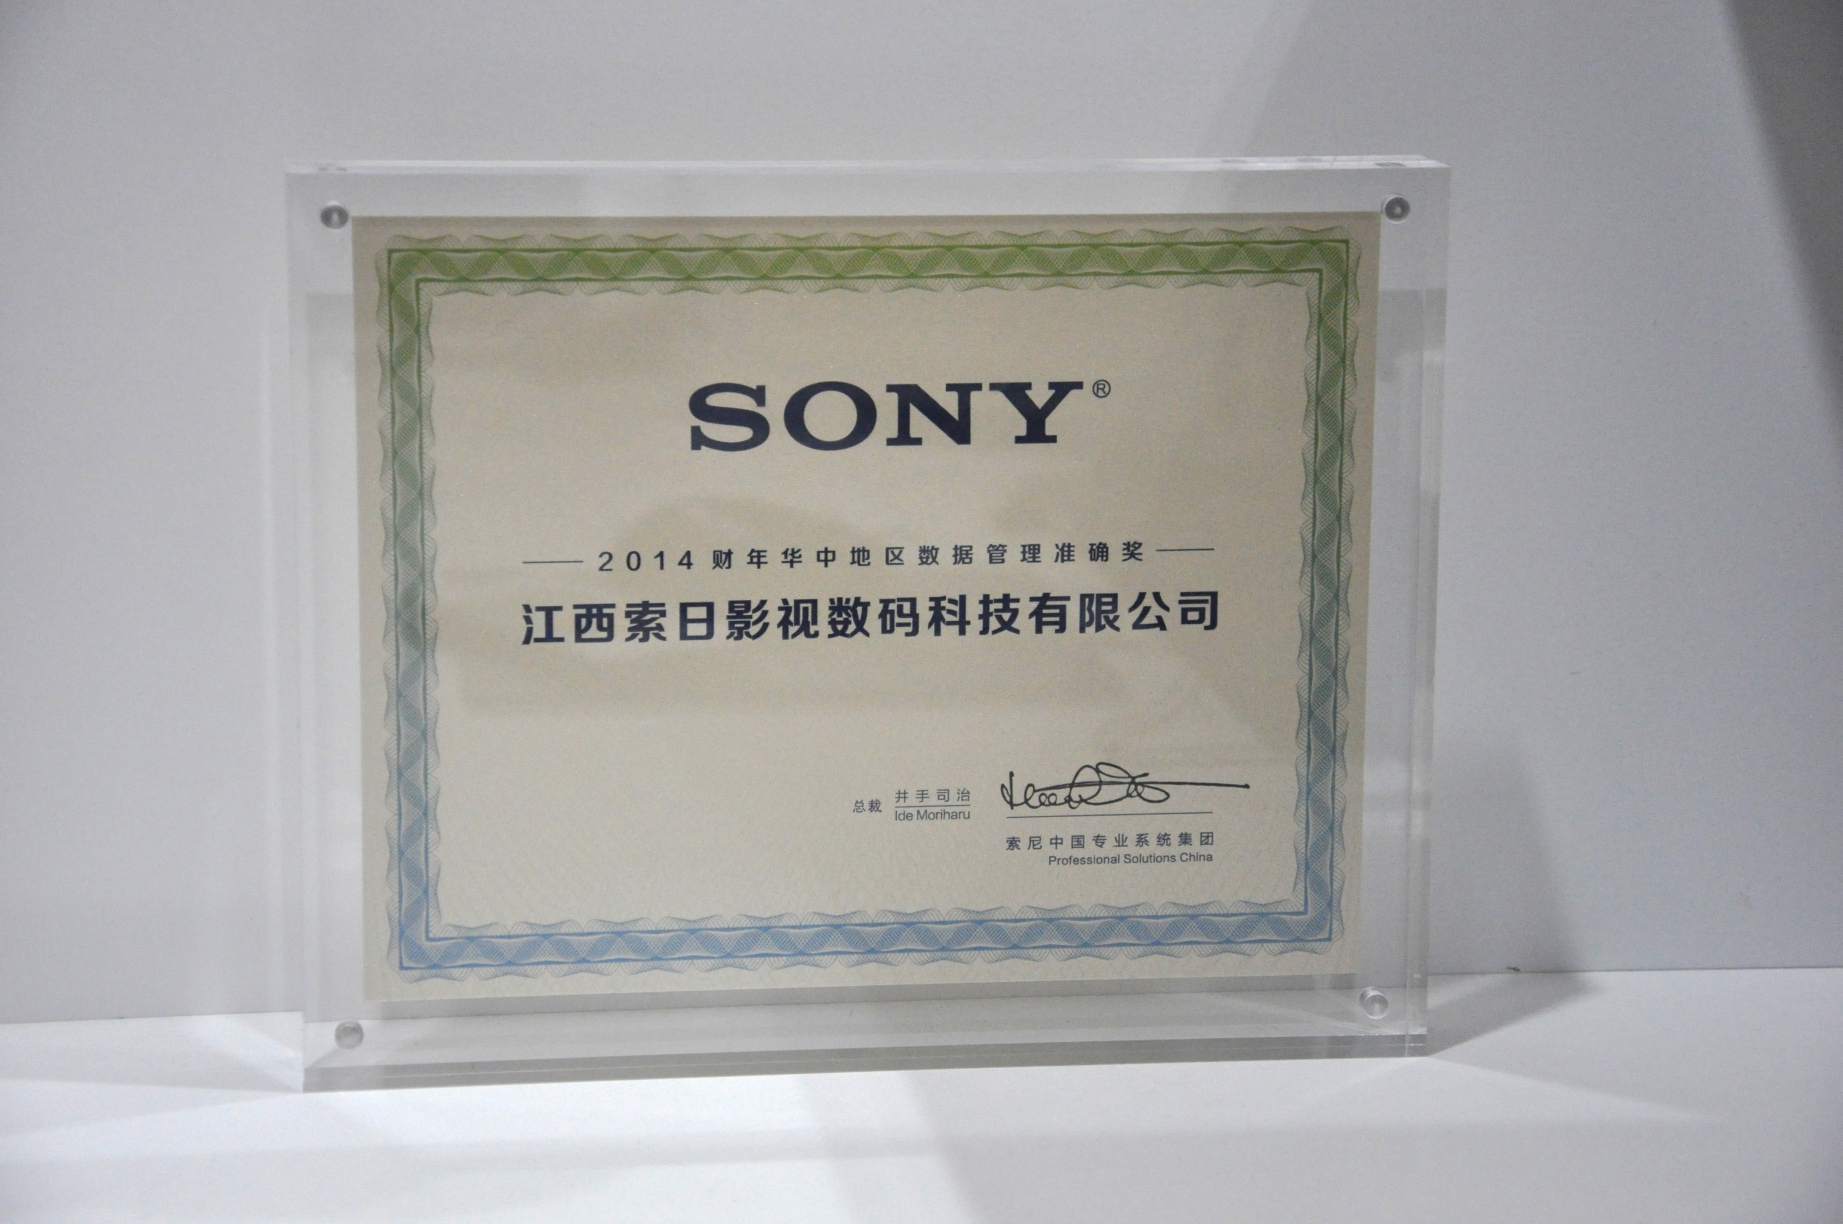 SONY®
2014财年华中地区数据管理准确奖
江西索日影视数码科技有限公司
总裁 井手司治
Ide Moriharu
索尼中国专业系统集团
Professional Solutions China